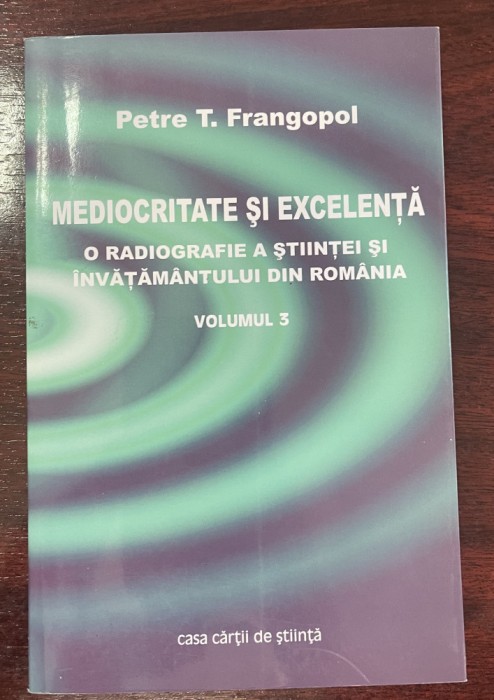 Petre T. Frangopol
MEDIOCRITATE ŞI EXCELENŢĂ
O RADIOGRAFIE A ŞTIINŢEI ŞI
ÎNVĂŢĂMÂNTULUI DIN ROMÂNIA
VOLUMUL 3
casa cărţii de ştiinţă